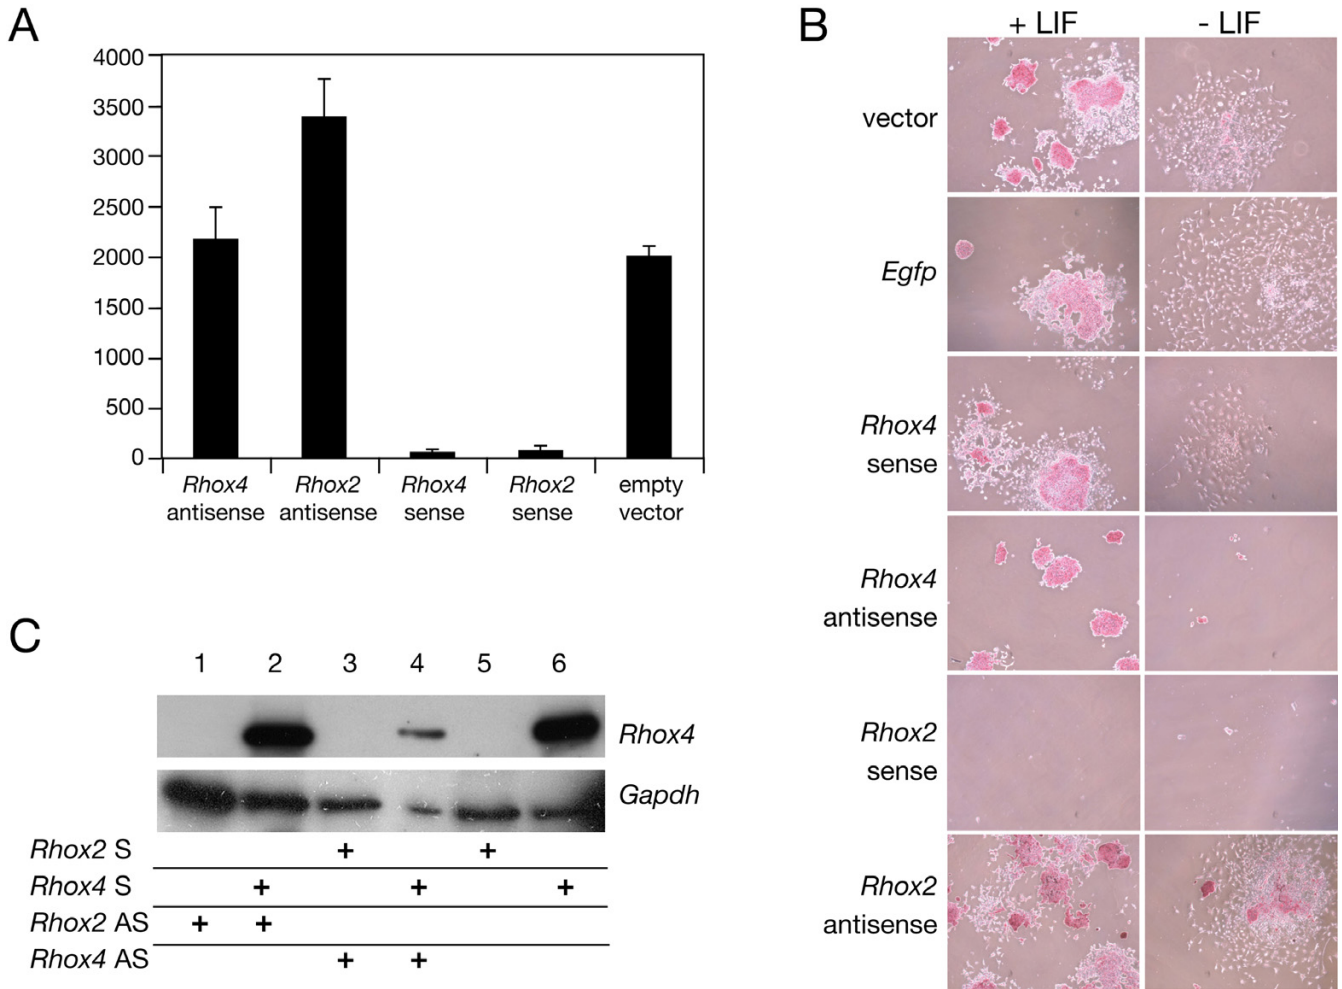 A
4000
3500
3000
2500
2000
1500
1000
500
0
Rhox4 antisense
Rhox2 antisense
Rhox4 sense
Rhox2 sense
empty vector
B
+ LIF - LIF
vector
Egfp
Rhox4
sense
Rhox4
antisense
Rhox2
sense
Rhox2
antisense
C
1 2 3 4 5 6
Rhox4
Gapdh
Rhox2 S + +
Rhox4 S + + +
Rhox2 AS + +
Rhox4 AS + +